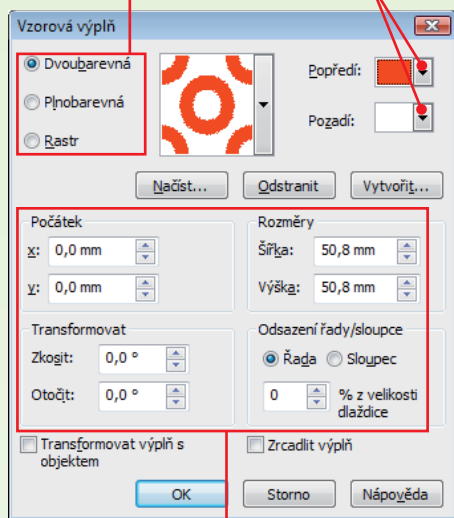 Vzorová výplň
Dvoubarevná
Plnobarevná
Rastr
Popředí:
Pozadí:
Načíst...
Odstranit
Vytvořit...
Počátek
x: 0,0 mm
y: 0,0 mm
Rozměry
Šířka: 50,8 mm
Výška: 50,8 mm
Transformovat
Zkosit: 0,0 °
Otočit: 0,0 °
Odsazení řady/sloupce
Řada Sloupec
0 % z velikosti
dlaždice
Transformovat výplň s
objektem
Zrcadlit výplň
OK
Storno
Nápověda